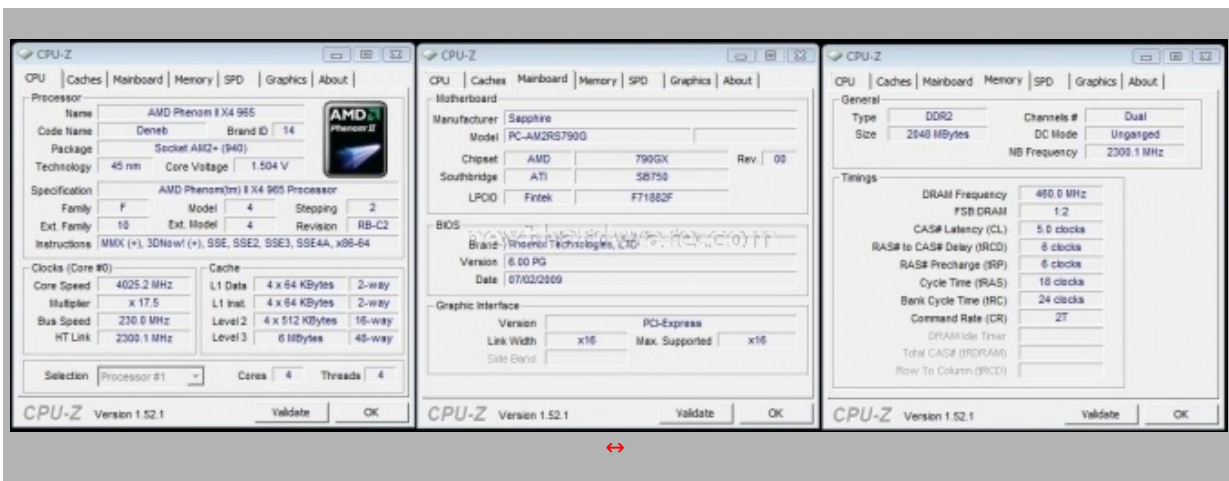 CPU-Z
CPU Caches Mainboard Memory SPD Graphics About
Processor
Name AMD Phenom II X4 965
Code Name Deneb Brand ID 14
Package Socket AM2+ (940)
Technology 45 nm Core Voltage 1.504 V
AMD
Phenom II
Specification AMD Phenom(tm) II X4 965 Processor
Family F Model 4 Stepping 2
Ext. Family 10 Ext. Model 4 Revision RB-C2
Instructions MMX (+), 3DNow! (+), SSE, SSE2, SSE3, SSE4A, x86-64
Clocks (Core #0)
Core Speed 4025.2 MHz
Multiplier x 17.5
Bus Speed 230.0 MHz
HT Link 2300.1 MHz
Cache
L1 Data 4 x 64 KBytes 2-way
L1 Inst. 4 x 64 KBytes 2-way
Level 2 4 x 512 KBytes 16-way
Level 3 6 MBytes 48-way
Selection Processor #1 Cores 4 Threads 4
CPU-Z Version 1.52.1 Validate OK
CPU-Z
CPU Caches Mainboard Memory SPD Graphics About
Motherboard
Manufacturer Sapphire
Model PC-AM2RS790G
Chipset AMD 790GX Rev. 00
Southbridge ATI SB750
LPCIO Fintek F71882F
BIOS
nexthardware.com
Brand Phoenix Technologies, LTD
Version 6.00 PG
Date 07/02/2009
Graphic Interface
Version PCI-Express
Link Width x16 Max. Supported x16
Side Band
CPU-Z Version 1.52.1 Validate OK
CPU-Z
CPU Caches Mainboard Memory SPD Graphics About
General
Type DDR2 Channels # Dual
Size 2048 MBytes DC Mode Unganged
NB Frequency 2300.1 MHz
Timings
DRAM Frequency 460.0 MHz
FSB:DRAM 1:2
CAS# Latency (CL) 5.0 clocks
RAS# to CAS# Delay (tRCD) 6 clocks
RAS# Precharge (tRP) 6 clocks
Cycle Time (tRAS) 18 clocks
Bank Cycle Time (tRC) 24 clocks
Command Rate (CR) 2T
DRAM Idle Timer
Total CAS# (tRDRAM)
Row To Column (tRCD)
CPU-Z Version 1.52.1 Validate OK